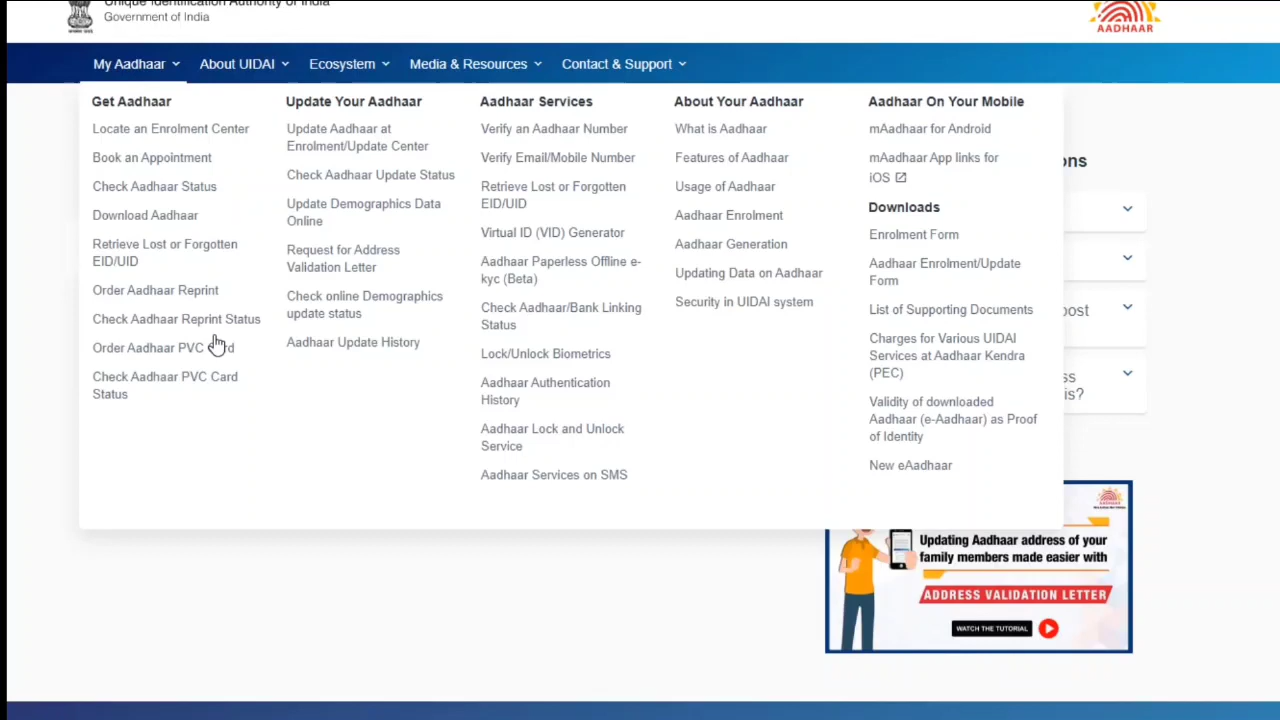 Unique Identification Authority of India
Government of India
AADHAAR
My Aadhaar
About UIDAI
Ecosystem
Media & Resources
Contact & Support
Get Aadhaar
Locate an Enrolment Center
Book an Appointment
Check Aadhaar Status
Download Aadhaar
Retrieve Lost or Forgotten
EID/UID
Order Aadhaar Reprint
Check Aadhaar Reprint Status
Order Aadhaar PVC Card
Check Aadhaar PVC Card
Status
Update Your Aadhaar
Update Aadhaar at
Enrolment/Update Center
Check Aadhaar Update Status
Update Demographics Data
Online
Request for Address
Validation Letter
Check online Demographics
update status
Aadhaar Update History
Aadhaar Services
Verify an Aadhaar Number
Verify Email/Mobile Number
Retrieve Lost or Forgotten
EID/UID
Virtual ID (VID) Generator
Aadhaar Paperless Offline e-
kyc (Beta)
Check Aadhaar/Bank Linking
Status
Lock/Unlock Biometrics
Aadhaar Authentication
History
Aadhaar Lock and Unlock
Service
Aadhaar Services on SMS
About Your Aadhaar
What is Aadhaar
Features of Aadhaar
Usage of Aadhaar
Aadhaar Enrolment
Aadhaar Generation
Updating Data on Aadhaar
Security in UIDAI system
Aadhaar On Your Mobile
mAadhaar for Android
mAadhaar App links for
iOS
Downloads
Enrolment Form
Aadhaar Enrolment/Update
Form
List of Supporting Documents
Charges for Various UIDAI
Services at Aadhaar Kendra
(PEC)
Validity of downloaded
Aadhaar (e-Aadhaar) as Proof
of Identity
New eAadhaar
ons
ost
ss
is?
AADHAAR
Updating Aadhaar address of your
family members made easier with
ADDRESS VALIDATION LETTER
WATCH THE TUTORIAL